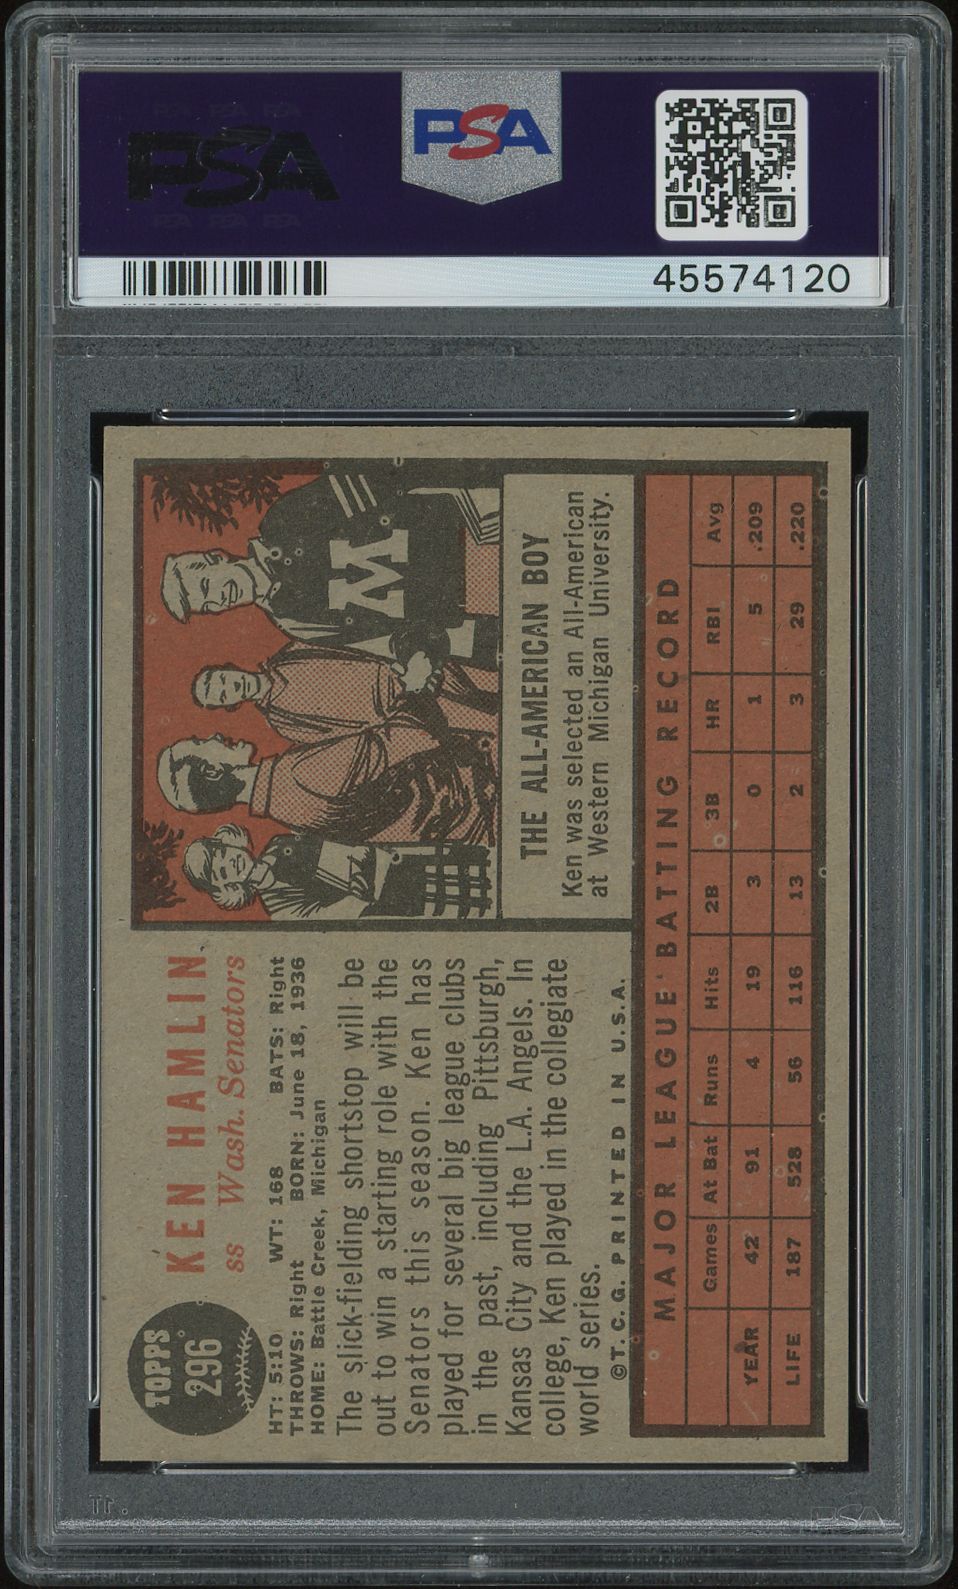 PSA
PSA
45574120
TOPPS
296
KEN HAMLIN
ss Wash. Senators
HT: 5:10 WT: 168 BATS: Right
THROWS: Right BORN: June 18, 1936
HOME: Battle Creek, Michigan
The slick-fielding shortstop will be
out to win a starting role with the
Senators this season. Ken has
played for several big league clubs
in the past, including Pittsburgh,
Kansas City and the L.A. Angels. In
college, Ken played in the collegiate
world series.
©T.C.G. PRINTED IN U.S.A.
M
THE ALL-AMERICAN BOY
Ken was selected an All-American
at Western Michigan University.
MAJOR LEAGUE BATTING RECORD
Games At Bat Runs Hits 2B 3B HR RBI Avg
YEAR 42 91 4 19 3 0 1 5 .209
LIFE 187 528 56 116 13 2 3 29 .220
PSA